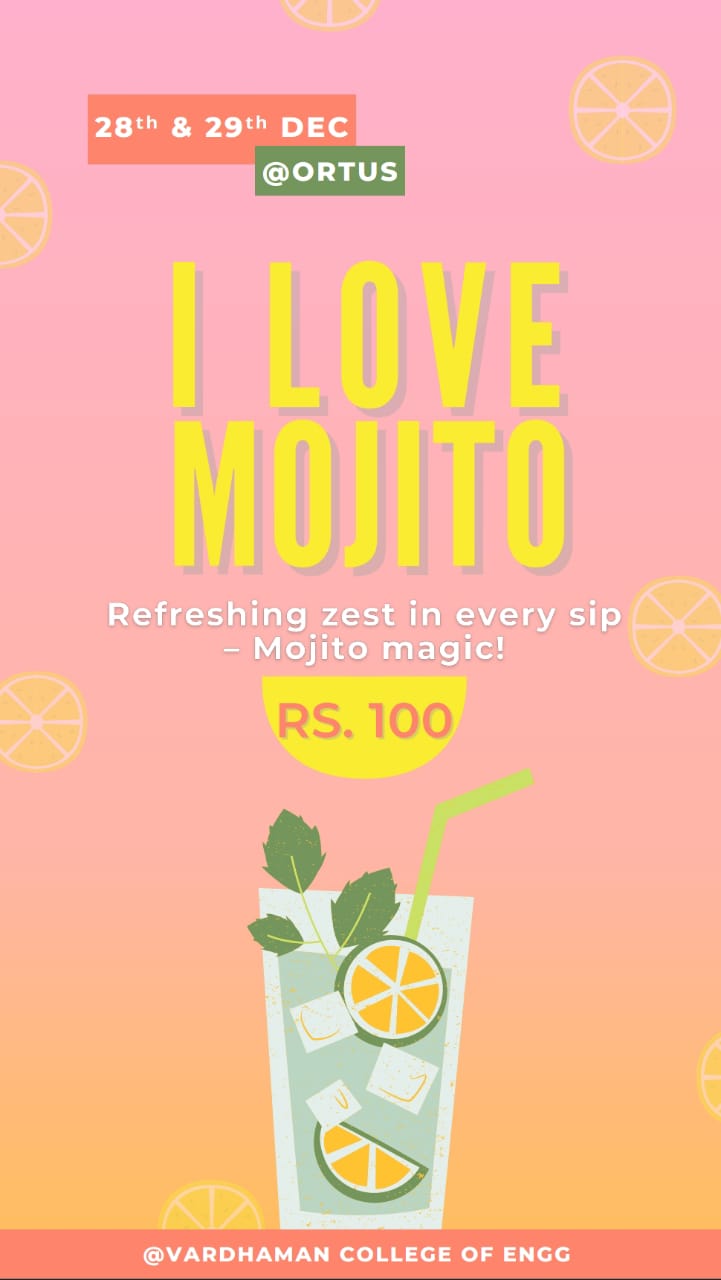 28th & 29th DEC
@ORTUS
I LOVE
MOJITO
Refreshing zest in every sip
– Mojito magic!
RS. 100
@VARDHAMAN COLLEGE OF ENGG